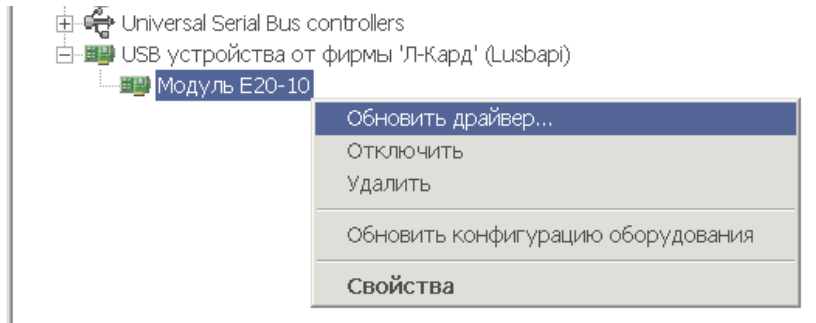 Universal Serial Bus controllers
USB устройства от фирмы 'Л-Кард' (Lusbapi)
Модуль E20-10
Обновить драйвер...
Отключить
Удалить
Обновить конфигурацию оборудования
Свойства